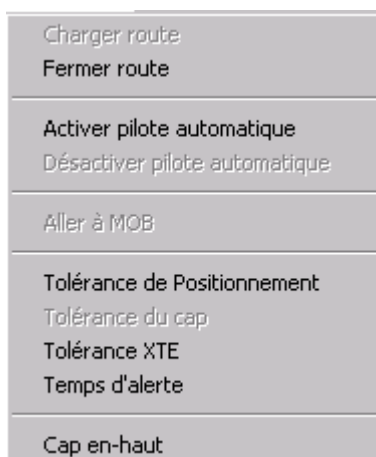 Charger route
Fermer route
Activer pilote automatique
Désactiver pilote automatique
Aller à MOB
Tolérance de Positionnement
Tolérance du cap
Tolérance XTE
Temps d'alerte
Cap en-haut